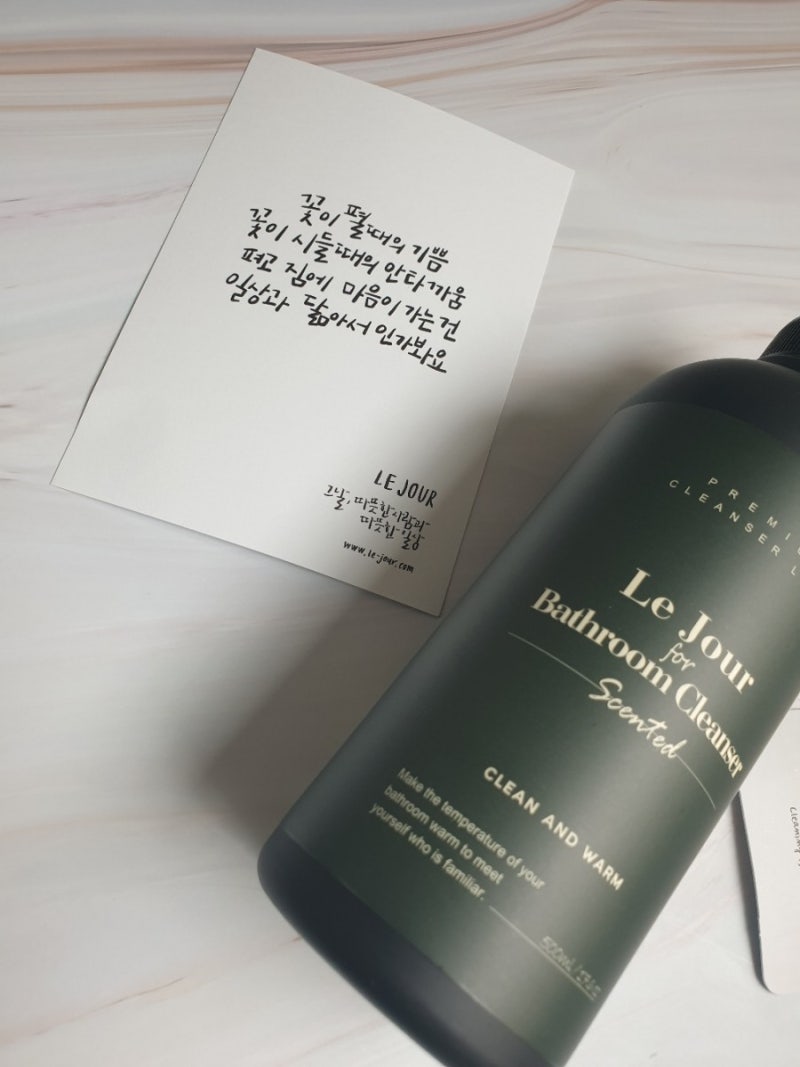 꽃이 필때의 기쁨
꽃이 시들때의 안타까움
펴고 짐에 마음이 가는건
일상과 닮아서 인가봐요
LE JOUR
그날, 따뜻한 사람과
따뜻한 일상
www.le-jour.com
CLEANSER
Le Jour
for
Bathroom Cleanser
Scented
CLEAN AND WARM
Make the temperature of your
bathroom warm to meet
yourself who is familiar.
500mL